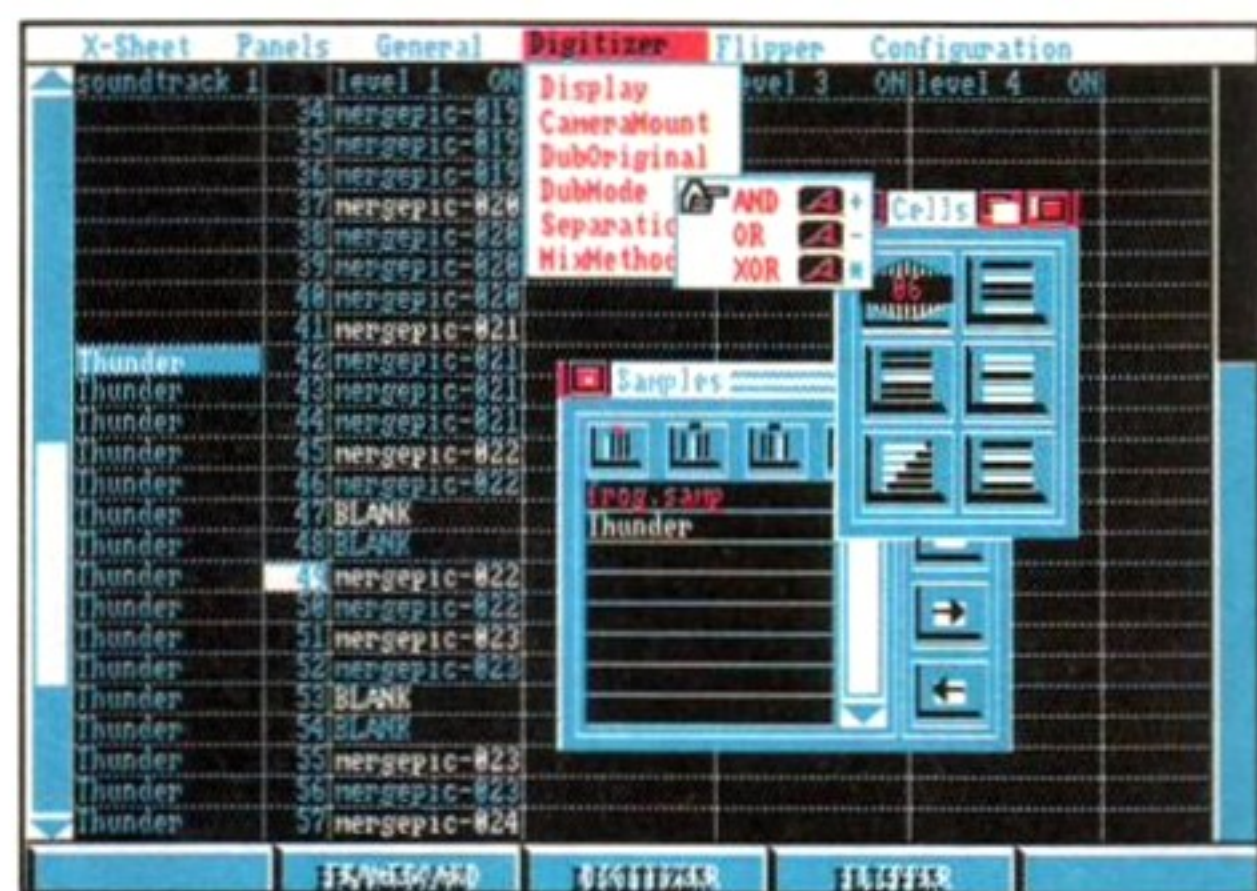 X-Sheet Panels General Digitizer Flipper Configuration
soundtrack 1 level 1 ON level 3 ON level 4 ON
Display
CameraMount
DubOriginal
DubMode
Separatio
MixMethod
AND A +
OR A -
XOR A *
Cells
06
Samples
frog.samp
Thunder
34 mergepic-019
35 mergepic-019
36 mergepic-019
37 mergepic-020
38 mergepic-020
39 mergepic-020
40 mergepic-020
41 mergepic-021
Thunder 42 mergepic-021
Thunder 43 mergepic-021
Thunder 44 mergepic-021
Thunder 45 mergepic-022
Thunder 46 mergepic-022
Thunder 47 BLANK
Thunder 48 BLANK
Thunder 49 mergepic-022
Thunder 50 mergepic-022
Thunder 51 mergepic-023
Thunder 52 mergepic-023
Thunder 53 BLANK
Thunder 54 BLANK
Thunder 55 mergepic-023
Thunder 56 mergepic-023
Thunder 57 mergepic-024
DIGITIZER FLIPPER